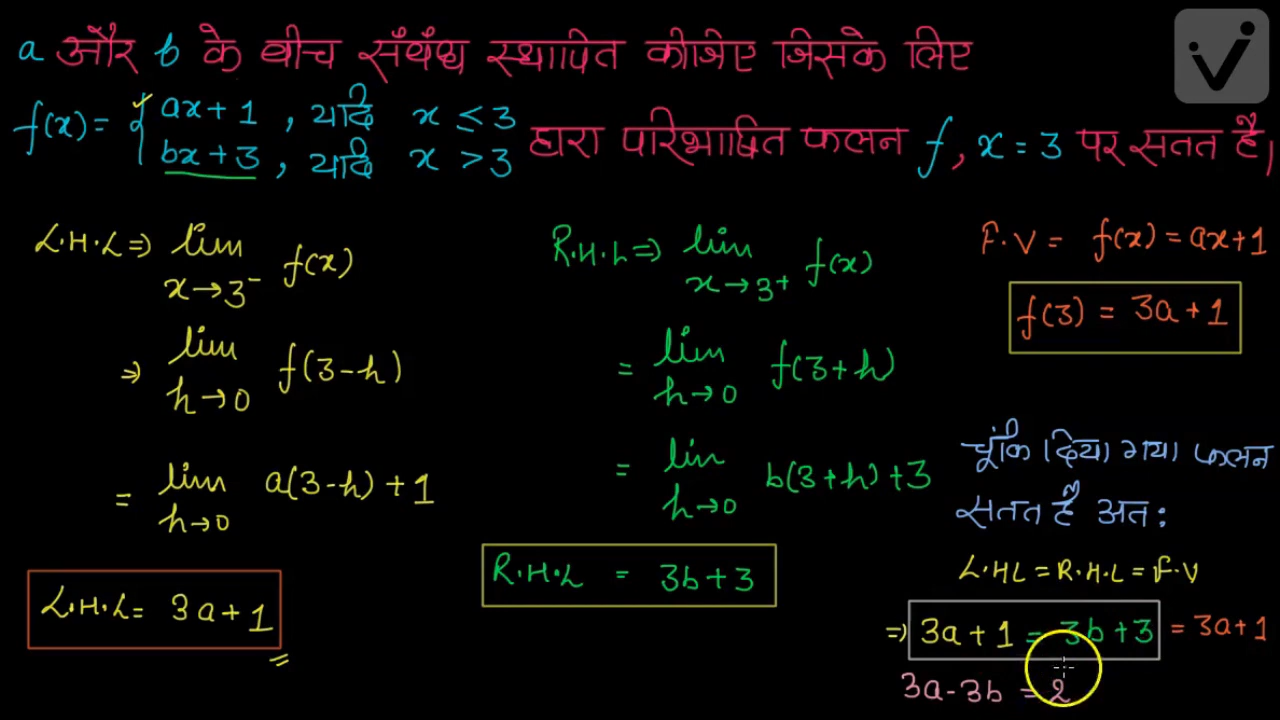 a और b के बीच संबंध स्थापित कीजिए जिसके लिए
f(x) = { ax + 1 , यदि x ≤ 3
bx + 3 , यदि x > 3 द्वारा परिभाषित फलन f, x = 3 पर सतत है।
L.H.L ⇒ lim x→3⁻ f(x)
⇒ lim h→0 f(3-h)
= lim h→0 a(3-h) + 1
L.H.L = 3a + 1
R.H.L ⇒ lim x→3⁺ f(x)
= lim h→0 f(3+h)
= lim h→0 b(3+h) + 3
R.H.L = 3b + 3
F.V = f(x) = ax + 1
f(3) = 3a + 1
चूंकि दिया गया फलन
सतत है अत:
L.HL = R.H.L = F.V
⇒ 3a + 1 = 3b + 3 = 3a + 1
3a - 3b = 2